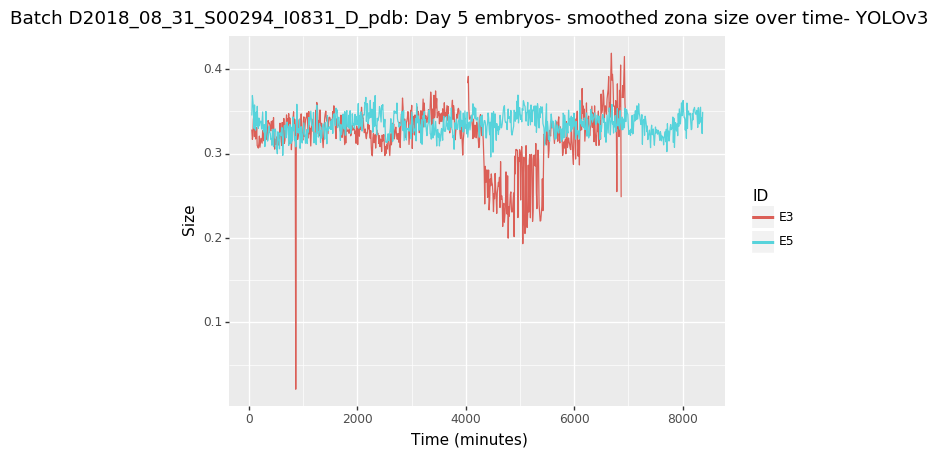 Batch D2018_08_31_S00294_I0831_D_pdb: Day 5 embryos- smoothed zona size over time- YOLOv3
0.4
0.3
0.2
0.1
Size
0 2000 4000 6000 8000
Time (minutes)
ID
E3
E5